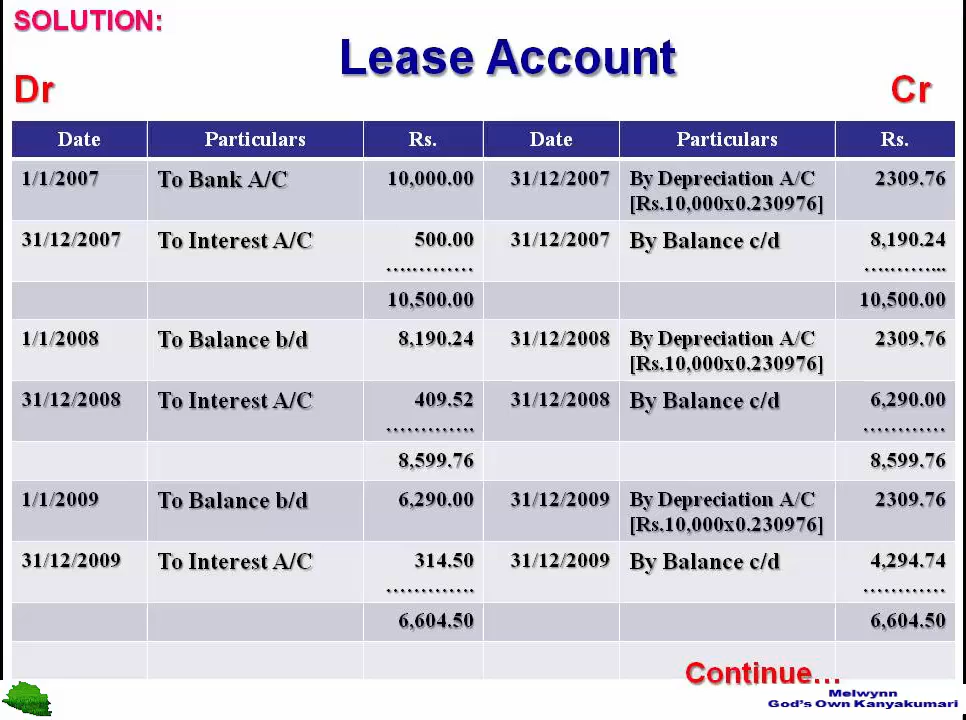 SOLUTION:
Lease Account
Dr
Cr
Date Particulars Rs. Date Particulars Rs.
1/1/2007 To Bank A/C 10,000.00 31/12/2007 By Depreciation A/C 2309.76
[Rs.10,000x0.230976]
31/12/2007 To Interest A/C 500.00 31/12/2007 By Balance c/d 8,190.24
………… ………...
10,500.00 10,500.00
1/1/2008 To Balance b/d 8,190.24 31/12/2008 By Depreciation A/C 2309.76
[Rs.10,000x0.230976]
31/12/2008 To Interest A/C 409.52 31/12/2008 By Balance c/d 6,290.00
…………. …………
8,599.76 8,599.76
1/1/2009 To Balance b/d 6,290.00 31/12/2009 By Depreciation A/C 2309.76
[Rs.10,000x0.230976]
31/12/2009 To Interest A/C 314.50 31/12/2009 By Balance c/d 4,294.74
…………. …………
6,604.50 6,604.50
Continue…
Melwynn
God's Own Kanyakumari